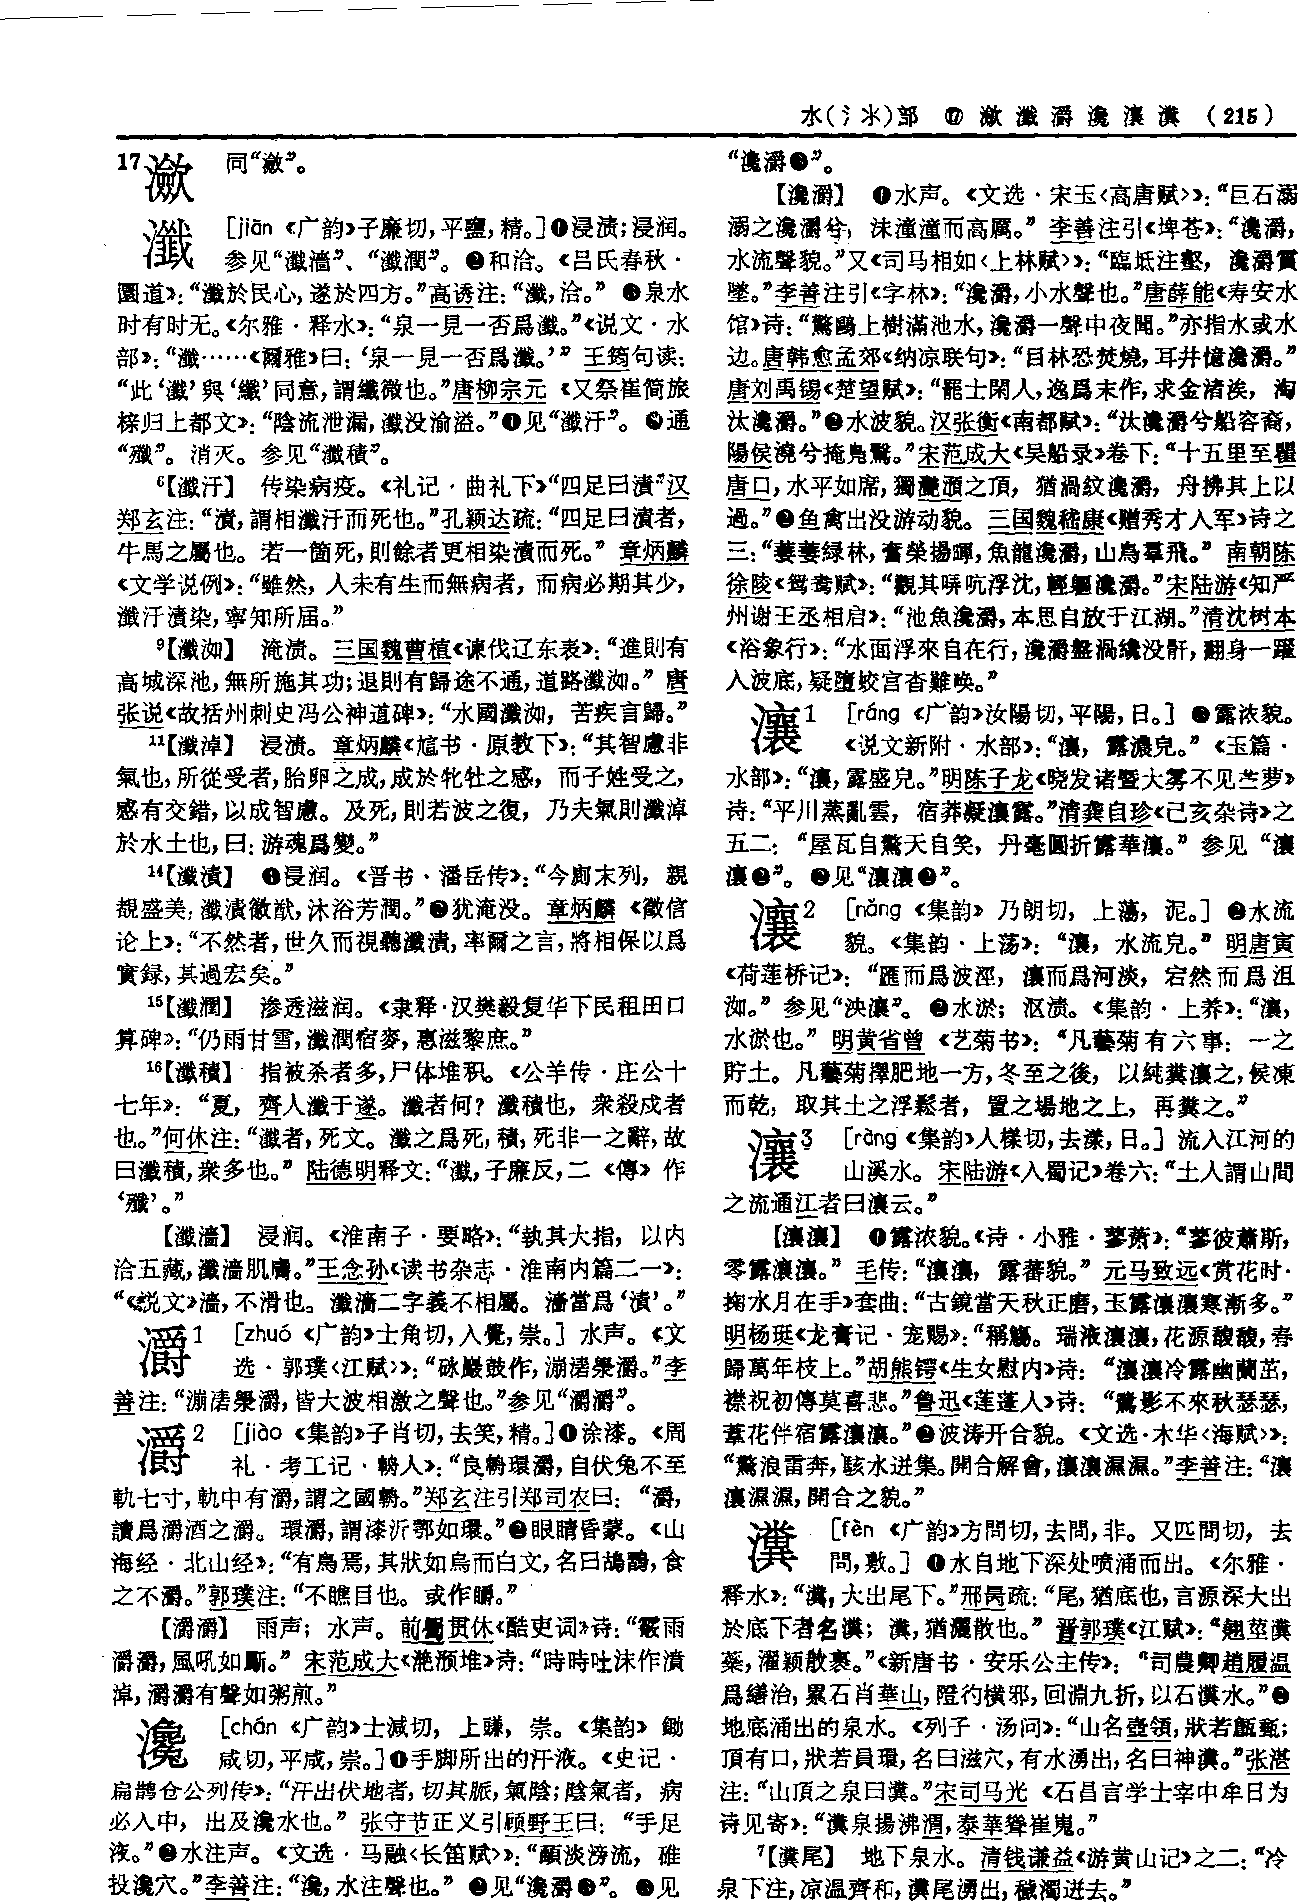 水(氵氺)部 ⑰ 瀲瀸灂瀺瀼瀵 (215)
17 瀲 同“潋”。
瀸 [jiān《广韵》子廉切,平鹽,精。]❶浸渍;浸润。
参见“瀸濇”、“瀸潤”。❷和洽。《吕氏春秋·
圜道》:“瀸於民心,遂於四方。”高诱注:“瀸,洽。” ❸泉水
时有时无。《尔雅·释水》:“泉一見一否爲瀸。”《说文·水
部》:“瀸……《爾雅》曰:‘泉一見一否爲瀸。’” 王筠句读:
“此‘瀸’與‘纖’同意,謂纖微也。”唐柳宗元《又祭崔简旅
榇归上都文》:“陰流泄漏,瀸没渝溢。”❹见“瀸汙”。❺通
“殲”。消灭。参见“瀸積”。
6【瀸汙】 传染病疫。《礼记·曲礼下》“四足曰漬”汉
郑玄注:“漬,謂相瀸汙而死也。”孔颖达疏:“四足曰漬者,
牛馬之屬也。若一箇死,則餘者更相染漬而死。” 章炳麟
《文学说例》:“雖然,人未有生而無病者,而病必期其少,
瀸汙漬染,寧知所届。”
9【瀸洳】 淹渍。三国魏曹植《谏伐辽东表》:“進則有
高城深池,無所施其功;退則有歸途不通,道路瀸洳。”唐
张说《故括州刺史冯公神道碑》:“水國瀸洳,苦疾言歸。”
11【瀸淖】 浸渍。章炳麟《訄书·原教下》:“其智慮非
氣也,所從受者,胎卵之成,成於牝牡之感,而子姓受之,
感有交錯,以成智慮。及死,則若波之復,乃夫氣則瀸淖
於水土也,曰:游魂爲變。”
14【瀸漬】 ❶浸润。《晋书·潘岳传》:“今廁末列,親
覩盛美,瀸漬徽猷,沐浴芳潤。”❷犹淹没。章炳麟《徵信
论上》:“不然者,世久而視聽瀸漬,率爾之言,將相保以爲
實録,其過宏矣。”
15【瀸潤】 渗透滋润。《隶释·汉樊毅复华下民租田口
算碑》:“仍雨甘雪,瀸潤宿麥,惠滋黎庶。”
16【瀸積】 指被杀者多,尸体堆积。《公羊传·庄公十
七年》:“夏,齊人瀸于遂。瀸者何?瀸積也,衆殺戍者
也。”何休注:“瀸者,死文。瀸之爲死,積,死非一之辭,故
曰瀸積,衆多也。” 陆德明释文:“瀸,子廉反,二《傳》作
‘殲’。”
【瀸濇】 浸润。《淮南子·要略》:“執其大指,以内
洽五藏,瀸濇肌膚。”王念孙《读书杂志·淮南内篇二一》:
“《説文》濇,不滑也。瀸濇二字義不相屬。濇當爲‘漬’。”
灂1 [zhuó《广韵》士角切,入覺,崇。] 水声。《文
选·郭璞〈江赋〉》:“砅巖鼓作,漰湱澩灂。”李
善注:“漰湱澩灂,皆大波相激之聲也。”参见“灂灂”。
灂2 [jiào《集韵》子肖切,去笑,精。]❶涂漆。《周
礼·考工记·輈人》:“良輈環灂,自伏兔不至
軌七寸,軌中有灂,謂之國輈。”郑玄注引郑司农曰:“灂,
讀爲灂酒之灂。環灂,謂漆沂鄂如環。”❷眼睛昏蒙。《山
海经·北山经》:“有鳥焉,其狀如烏而白文,名曰鴣鸐,食
之不灂。”郭璞注:“不瞧目也。或作皭。”
【灂灂】 雨声;水声。前蜀贯休《酷吏词》诗:“霰雨
灂灂,風吼如劚。” 宋范成大《滟滪堆》诗:“時時吐沫作濆
淖,灂灂有聲如粥煎。”
瀺 [chán《广韵》士減切,上豏,崇。《集韵》鋤
咸切,平咸,崇。]❶手脚所出的汗液。《史记·
扁鹊仓公列传》:“汗出伏地者,切其脈,氣陰;陰氣者,病
必入中,出及瀺水也。” 张守节正义引顾野王曰:“手足
液。”❷水注声。《文选·马融〈长笛赋〉》:“顚淡滂流,碓
投瀺穴。”李善注:“瀺,水注聲也。” ❸见“瀺灂❸”。❹见
“瀺灂❷”。
【瀺灂】 ❶水声。《文选·宋玉〈高唐赋〉》:“巨石溺
溺之瀺灂兮,沫潼潼而高厲。” 李善注引《埤苍》:“瀺灂,
水流聲貌。”又《司马相如〈上林赋〉》:“臨坻注壑,瀺灂霣
墜。”李善注引《字林》:“瀺灂,小水聲也。”唐薛能《寿安水
馆》诗:“驚鷗上樹滿池水,瀺灂一聲中夜聞。”亦指水或水
边。唐韩愈孟郊《纳凉联句》:“目林恐焚燒,耳井憶瀺灂。”
唐刘禹锡《楚望赋》:“罷士閑人,逸爲末作,求金渚涘,淘
汰瀺灂。”❷水波貌。汉张衡《南都赋》:“汰瀺灂兮船容裔,
陽侯澆兮掩鳧鷖。”宋范成大《吴船录》卷下:“十五里至瞿
唐口,水平如席,獨灔澦之頂,猶渦紋瀺灂,舟拂其上以
過。”❸鱼禽出没游动貌。三国魏嵇康《赠秀才入军》诗之
三:“萋萋绿林,奮榮揚暉,魚龍瀺灂,山鳥羣飛。” 南朝陈
徐陵《鸳鸯赋》:“觀其哢吭浮沈,輕軀瀺灂。”宋陆游《知严
州谢王丞相启》:“池魚瀺灂,本思自放于江湖。”清沈树本
《浴象行》:“水面浮來自在行,瀺灂盤渦纔没骭,翻身一躍
入波底,疑墮蛟宫杳難喚。”
瀼1 [ráng《广韵》汝陽切,平陽,日。] ❶露浓貌。
《说文新附·水部》:“瀼,露濃皃。”《玉篇·
水部》:“瀼,露盛皃。”明陈子龙《晓发诸暨大雾不见苎萝》
诗:“平川蒸亂雲,宿莽凝瀼露。”清龚自珍《己亥杂诗》之
五二:“屋瓦自驚天自笑,丹毫圓折露華瀼。”参见“瀼
瀼❶”。❷见“瀼瀼❷”。
瀼2 [nǎng《集韵》乃朗切,上蕩,泥。] ❶水流
貌。《集韵·上荡》:“瀼,水流皃。” 明唐寅
《荷莲桥记》:“匯而爲波涇,瀼而爲河淡,宕然而爲沮
洳。”参见“泱瀼”。❷水淤;沤渍。《集韵·上养》:“瀼,
水淤也。” 明黄省曾《艺菊书》:“凡藝菊有六事:一之
貯土。凡藝菊擇肥地一方,冬至之後,以純糞瀼之,候凍
而乾,取其土之浮鬆者,置之場地之上,再糞之。”
瀼3 [ràng《集韵》人樣切,去漾,日。] 流入江河的
山溪水。宋陆游《入蜀记》卷六:“土人謂山間
之流通江者曰瀼云。”
【瀼瀼】 ❶露浓貌。《诗·小雅·蓼萧》:“蓼彼蕭斯,
零露瀼瀼。” 毛传:“瀼瀼,露蕃貌。” 元马致远《赏花时·
掬水月在手》套曲:“古鏡當天秋正磨,玉露瀼瀼寒漸多。”
明杨珽《龙膏记·宠赐》:“稱觴。瑞液瀼瀼,花源馥馥,春
歸萬年枝上。”胡熊锷《生女慰内》诗:“瀼瀼冷露幽蘭茁,
襟祝初傳莫喜悲。”鲁迅《莲蓬人》诗:“鷺影不來秋瑟瑟,
葦花伴宿露瀼瀼。”❷波涛开合貌。《文选·木华〈海赋〉》:
“驚浪雷奔,駭水迸集。開合解會,瀼瀼濕濕。”李善注:“瀼
瀼濕濕,開合之貌。”
瀵 [fèn《广韵》方問切,去問,非。又匹問切,去
問,敷。] ❶水自地下深处喷涌而出。《尔雅·
释水》:“瀵,大出尾下。”邢昺疏:“尾,猶底也,言源深大出
於底下者名瀵;瀵,猶灑散也。” 晋郭璞《江赋》:“翹莖瀵
蘂,濯穎散裹。”《新唐书·安乐公主传》:“司農卿趙履温
爲繕治,累石肖華山,隥彴横邪,回淵九折,以石瀵水。”❷
地底涌出的泉水。《列子·汤问》:“山名壺領,狀若甔甀;
頂有口,狀若員環,名曰滋穴,有水湧出,名曰神瀵。”张湛
注:“山頂之泉曰瀵。”宋司马光《石昌言学士宰中牟日为
诗见寄》:“瀵泉揚沸渭,泰華聳崔嵬。”
7【瀵尾】 地下泉水。清钱谦益《游黄山记》之二:“冷
泉下注,凉温齊和,瀵尾湧出,穢濁迸去。”